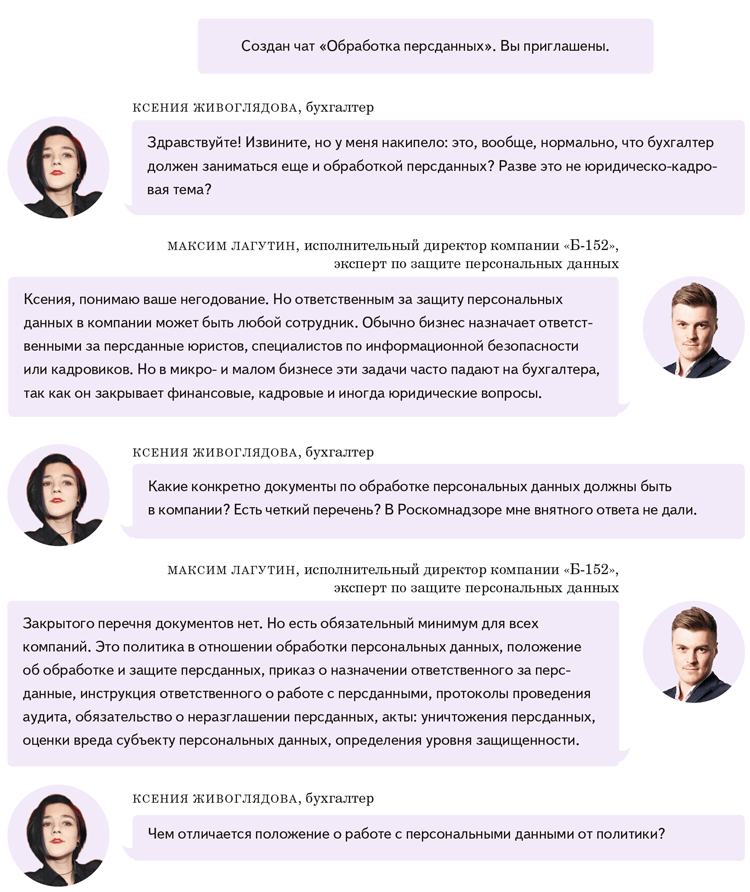 Создан чат «Обработка персданных». Вы приглашены.
КСЕНИЯ ЖИВОГЛЯДОВА, бухгалтер
Здравствуйте! Извините, но у меня накипело: это, вообще, нормально, что бухгалтер
должен заниматься еще и обработкой персданных? Разве это не юридическо-кадро-
вая тема?
МАКСИМ ЛАГУТИН, исполнительный директор компании «Б-152»,
эксперт по защите персональных данных
Ксения, понимаю ваше негодование. Но ответственным за защиту персональных
данных в компании может быть любой сотрудник. Обычно бизнес назначает ответст-
венными за персданные юристов, специалистов по информационной безопасности
или кадровиков. Но в микро- и малом бизнесе эти задачи часто падают на бухгалтера,
так как он закрывает финансовые, кадровые и иногда юридические вопросы.
КСЕНИЯ ЖИВОГЛЯДОВА, бухгалтер
Какие конкретно документы по обработке персональных данных должны быть
в компании? Есть четкий перечень? В Роскомнадзоре мне внятного ответа не дали.
МАКСИМ ЛАГУТИН, исполнительный директор компании «Б-152»,
эксперт по защите персональных данных
Закрытого перечня документов нет. Но есть обязательный минимум для всех
компаний. Это политика в отношении обработки персональных данных, положение
об обработке и защите персданных, приказ о назначении ответственного за перс-
данные, инструкция ответственного о работе с персданными, протоколы проведения
аудита, обязательство о неразглашении персданных, акты: уничтожения персданных,
оценки вреда субъекту персональных данных, определения уровня защищенности.
КСЕНИЯ ЖИВОГЛЯДОВА, бухгалтер
Чем отличается положение о работе с персональными данными от политики?